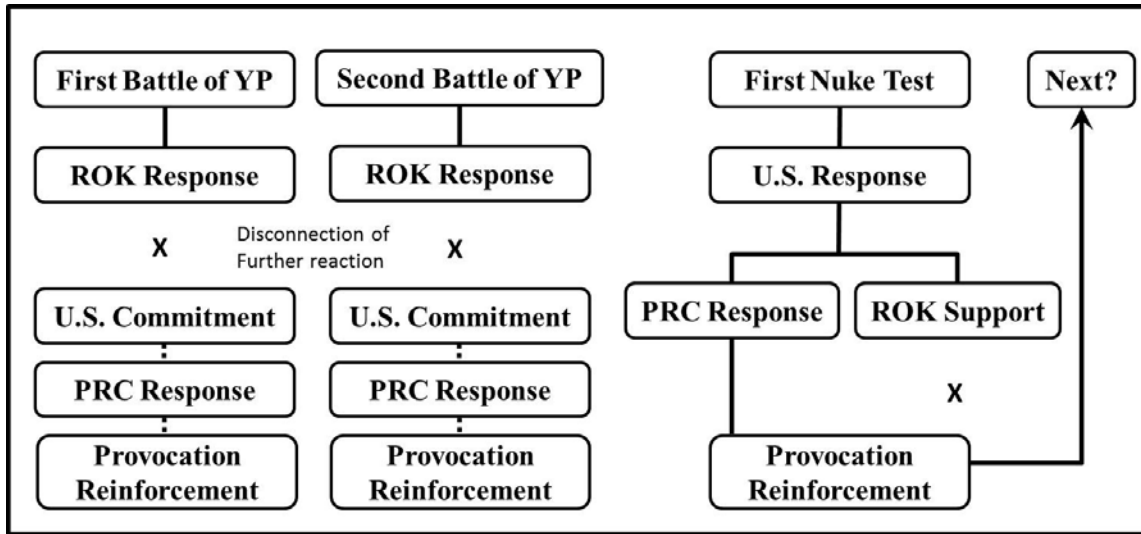 First Battle of YP
ROK Response
X
U.S. Commitment
PRC Response
Provocation
Reinforcement
Disconnection of
Further reaction
Second Battle of YP
ROK Response
X
U.S. Commitment
PRC Response
Provocation
Reinforcement
First Nuke Test
U.S. Response
PRC Response
ROK Support
X
Provocation
Reinforcement
Next?